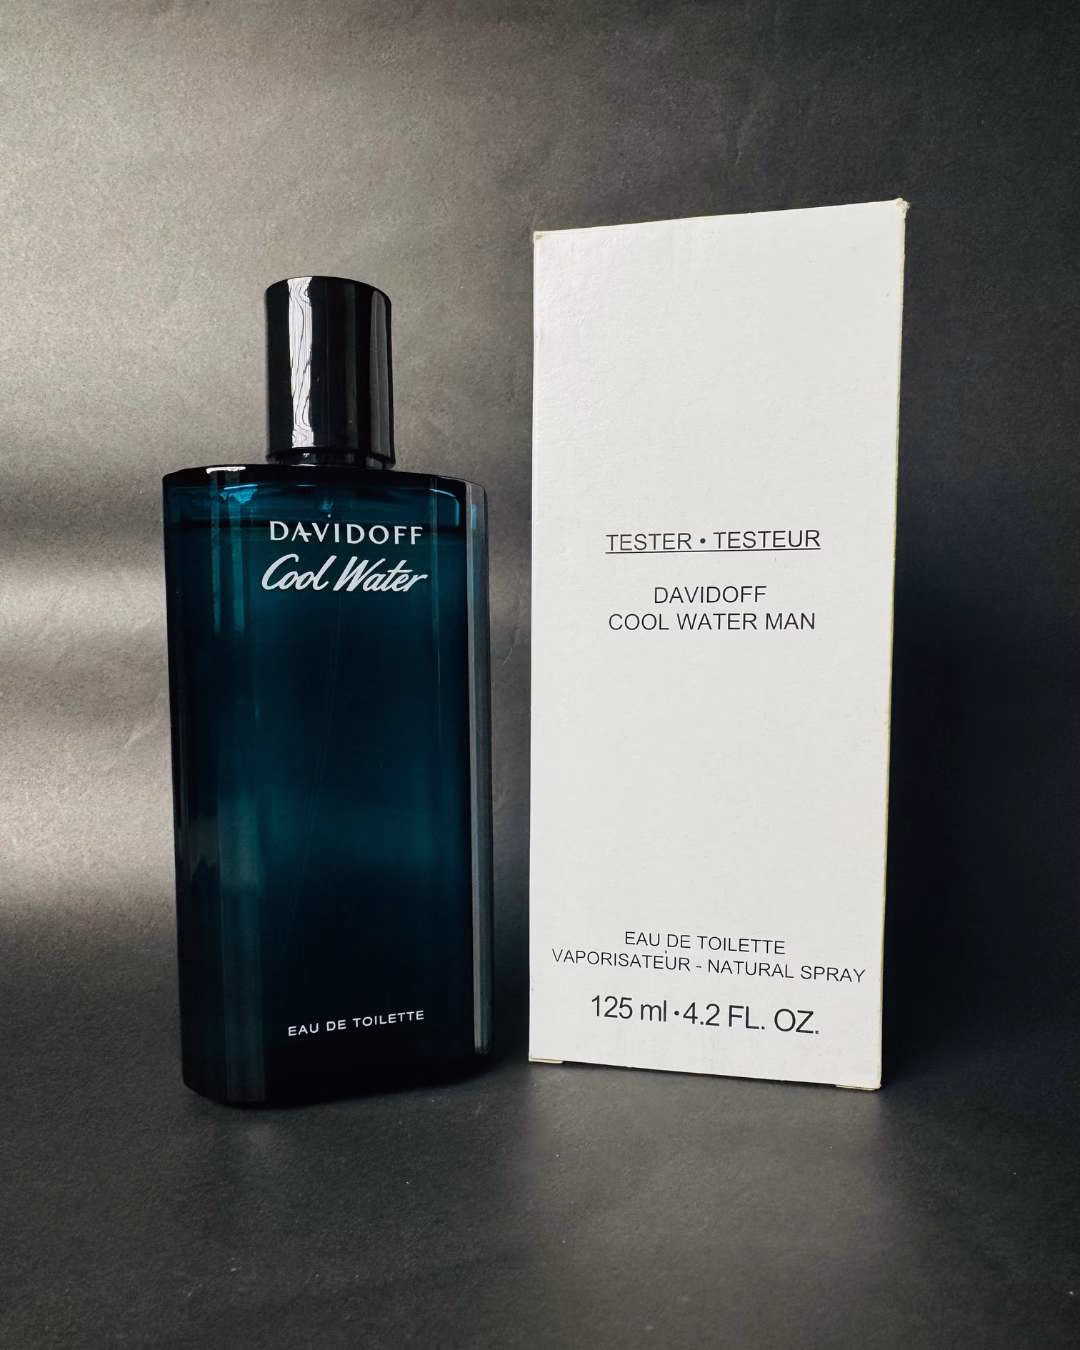 DAVIDOFF
Cool Water
EAU DE TOILETTE
TESTER • TESTEUR
DAVIDOFF
COOL WATER MAN
EAU DE TOILETTE
VAPORISATEUR - NATURAL SPRAY
125 ml • 4.2 FL. OZ.